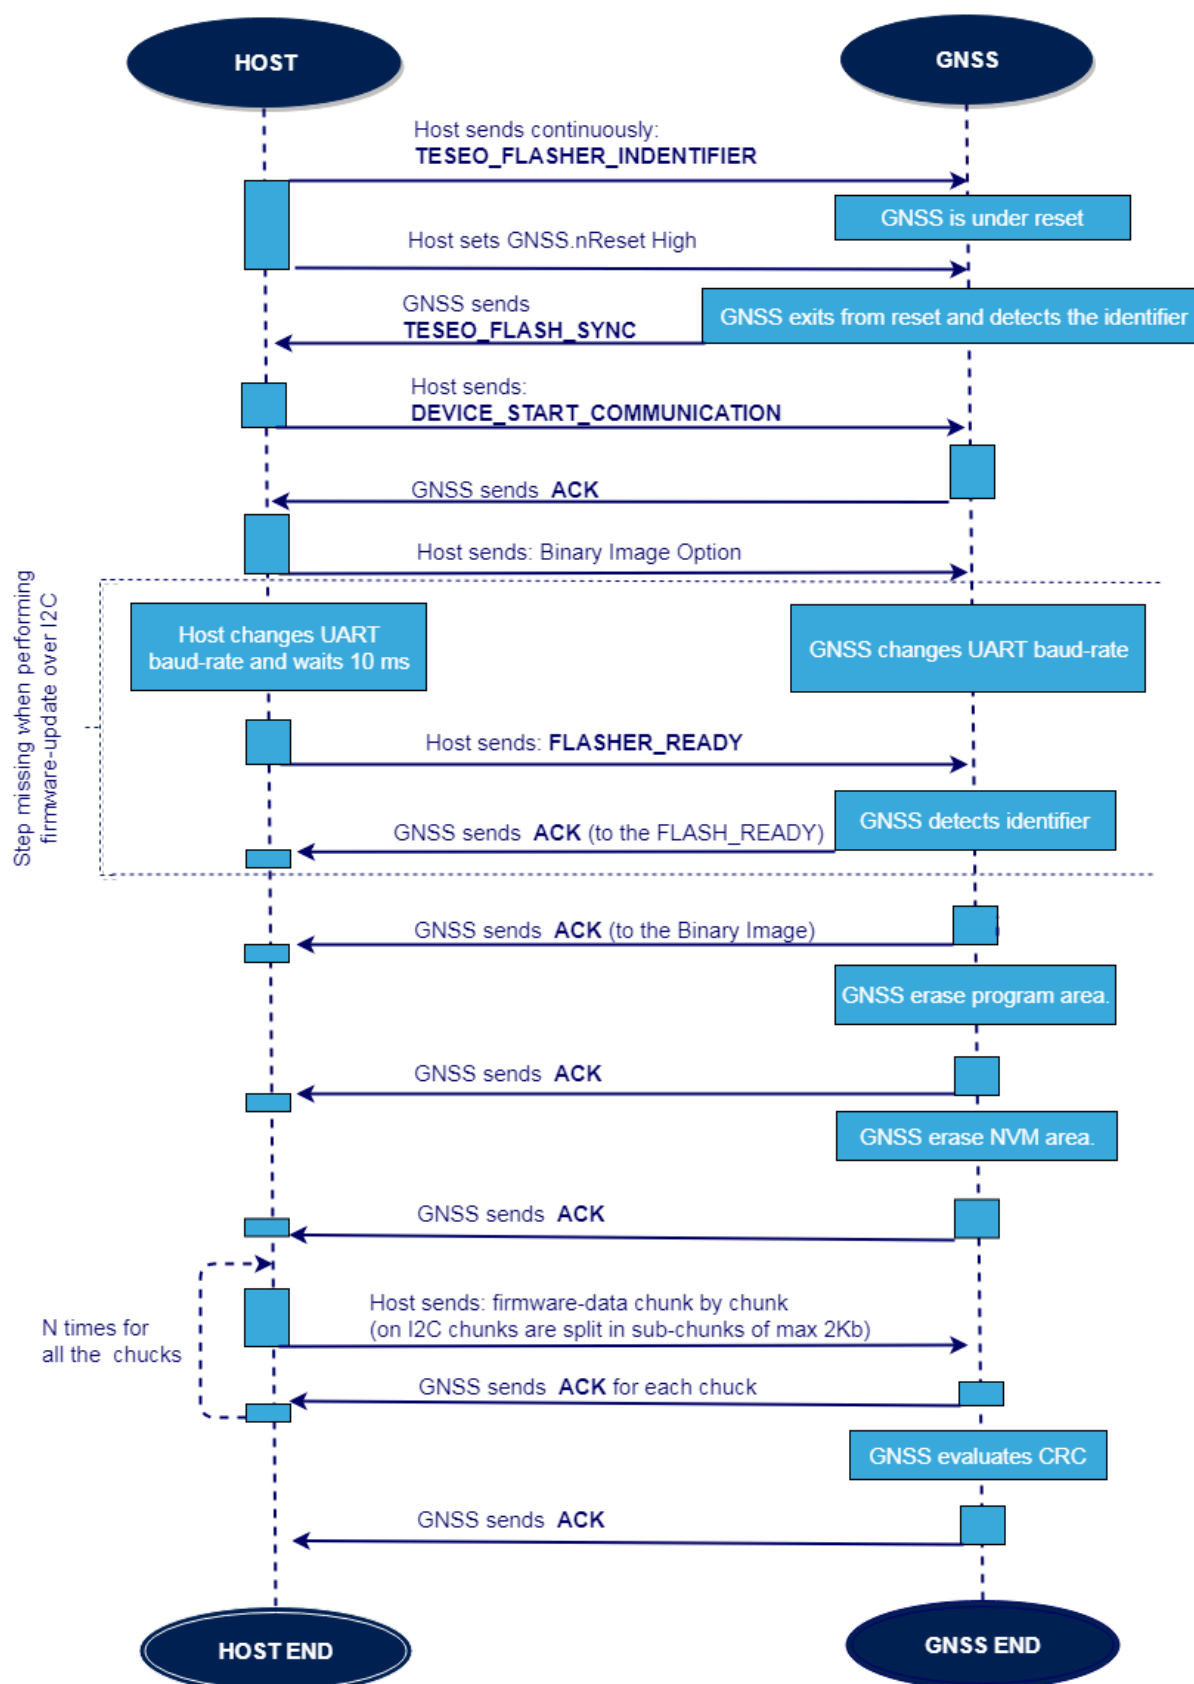 HOST
GNSS
Host sends continuously:
TESEO_FLASHER_INDENTIFIER
GNSS is under reset
Host sets GNSS.nReset High
GNSS sends
TESEO_FLASH_SYNC
GNSS exits from reset and detects the identifier
Host sends:
DEVICE_START_COMMUNICATION
GNSS sends ACK
Host sends: Binary Image Option
Step missing when performing
firmware-update over I2C
Host changes UART
baud-rate and waits 10 ms
GNSS changes UART baud-rate
Host sends: FLASHER_READY
GNSS sends ACK (to the FLASH_READY)
GNSS detects identifier
GNSS sends ACK (to the Binary Image)
GNSS erase program area.
GNSS sends ACK
GNSS erase NVM area.
GNSS sends ACK
N times for
all the chucks
Host sends: firmware-data chunk by chunk
(on I2C chunks are split in sub-chunks of max 2Kb)
GNSS sends ACK for each chuck
GNSS evaluates CRC
GNSS sends ACK
HOST END
GNSS END